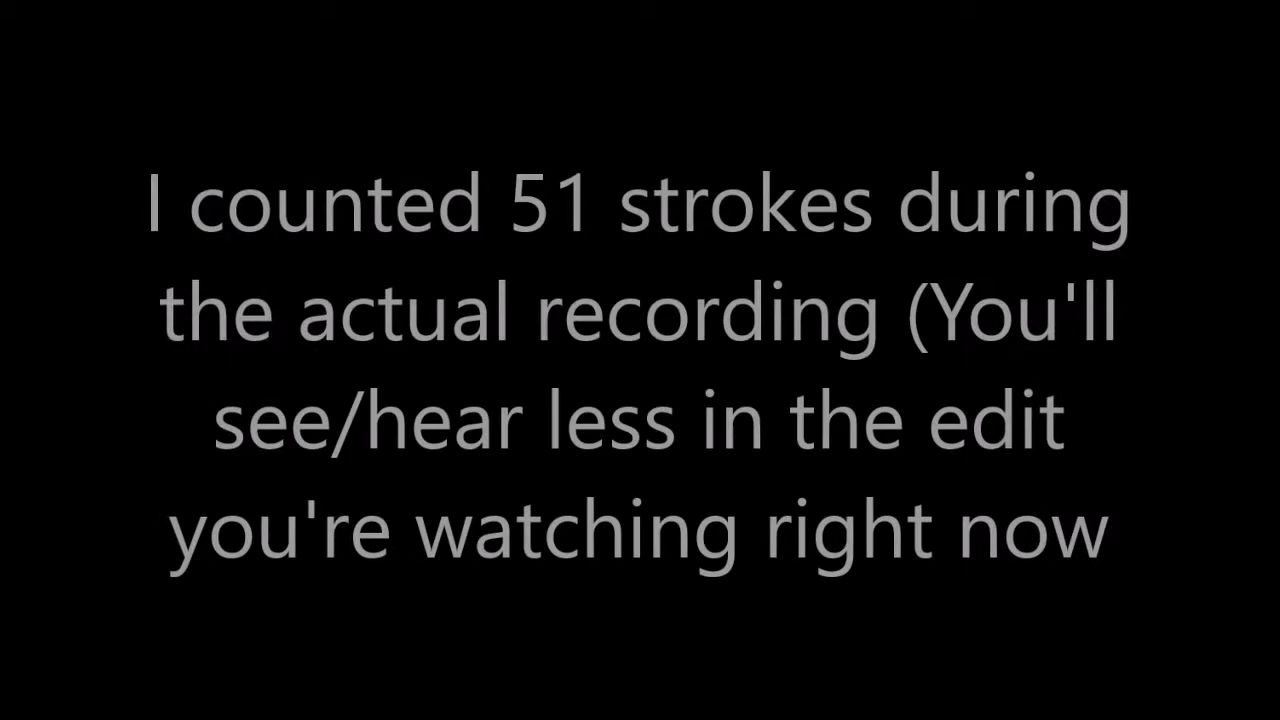 I counted 51 strokes during
the actual recording (You'll
see/hear less in the edit
you're watching right now